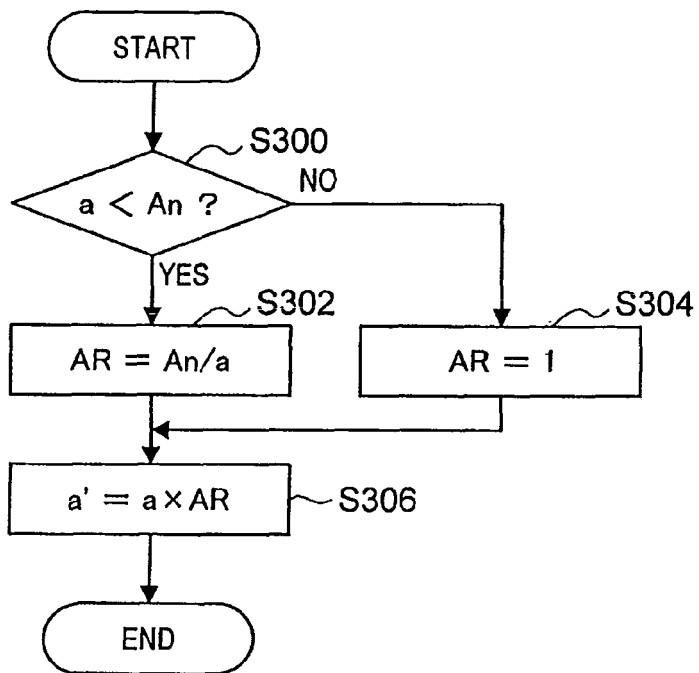 START
S300
a < An ?
NO
YES
S302
AR = An/a
S304
AR = 1
a' = a × AR
S306
END